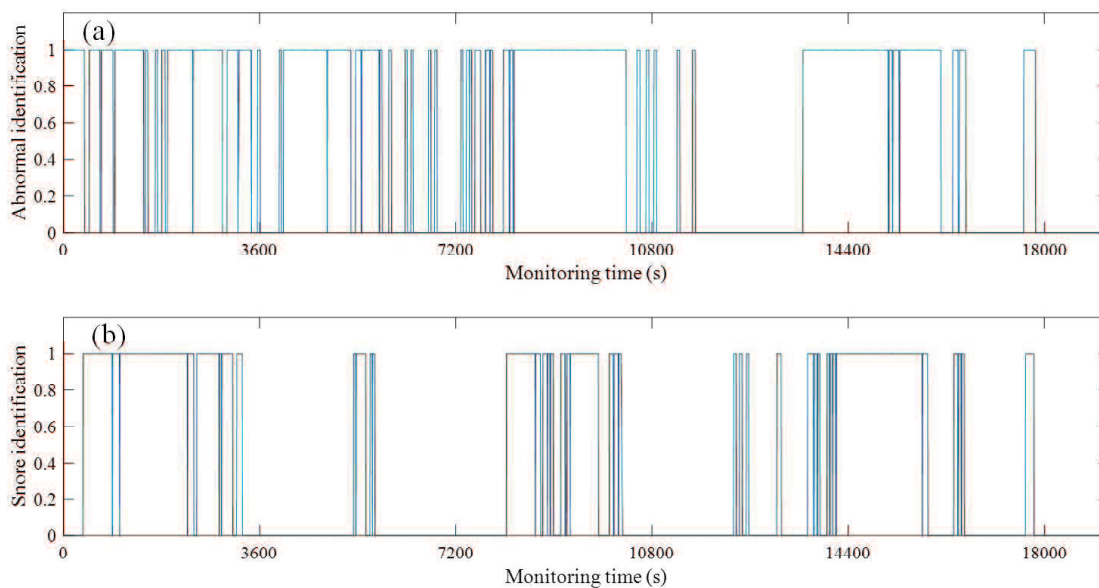 (a)
Abnormal identification
1
0.8
0.6
0.4
0.2
0
0 3600 7200 10800 14400 18000
Monitoring time (s)
(b)
Snore identification
1
0.8
0.6
0.4
0.2
0
0 3600 7200 10800 14400 18000
Monitoring time (s)